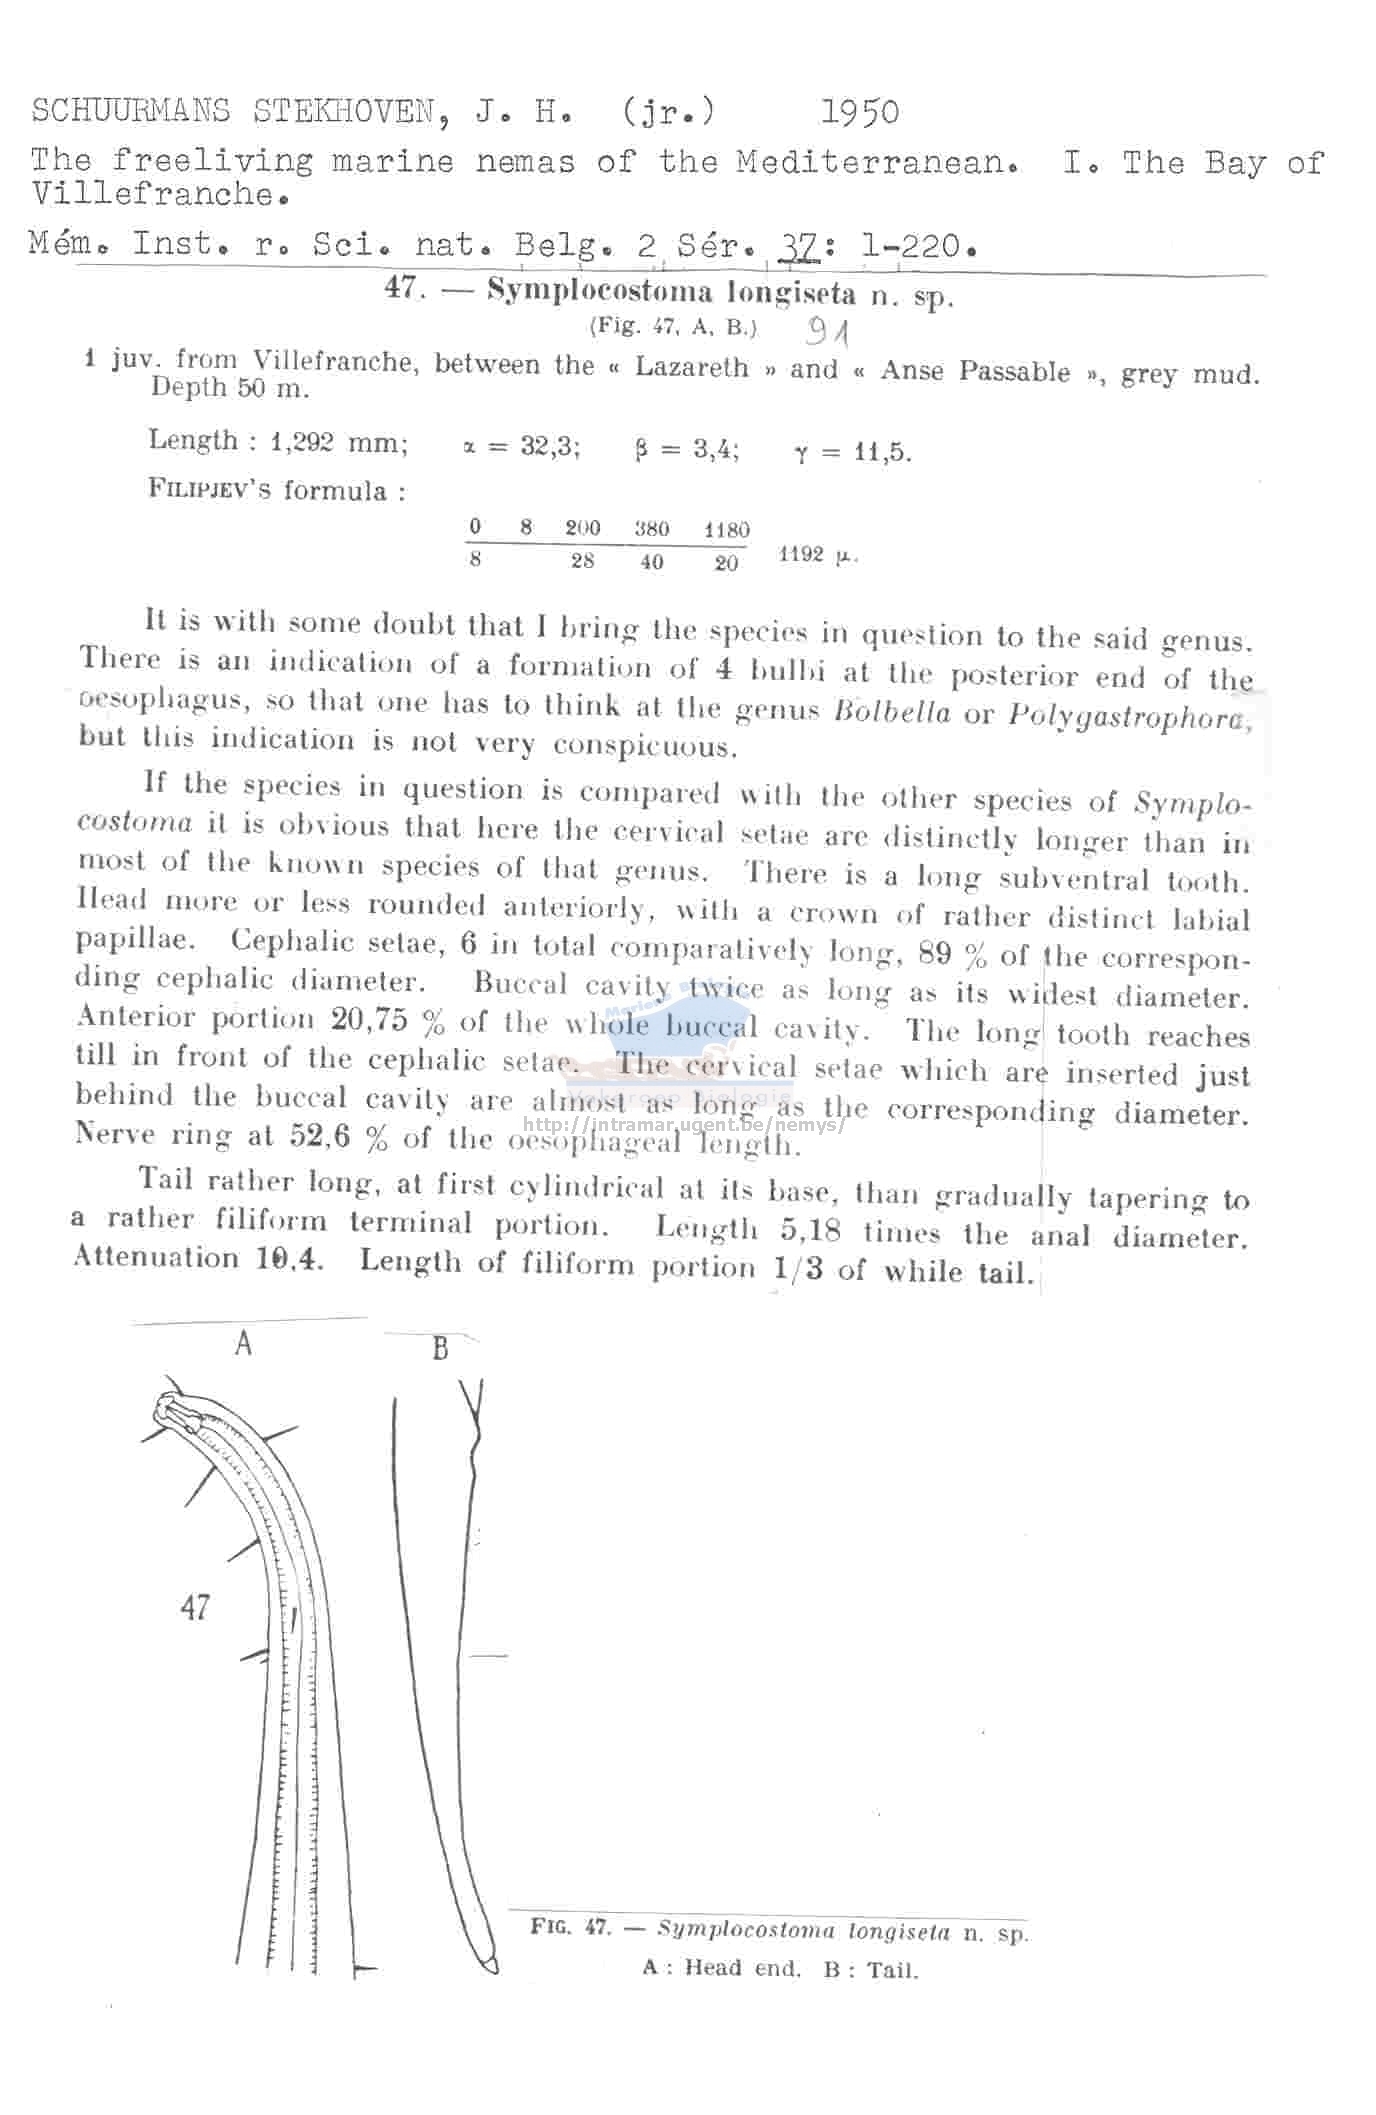 SCHUURMANS STEKHOVEN, J. H. (jr.) 1950
The freeliving marine nemas of the Mediterranean. I. The Bay of
Villefranche.
Mém. Inst. r. Sci. nat. Belg. 2 Sér. 37: 1-220.
47. — Symplocostoma longiseta n. sp.
(Fig. 47, A, B.) 91
1 juv. from Villefranche, between the « Lazareth » and « Anse Passable », grey mud.
Depth 50 m.
Length : 1,292 mm; α = 32,3; β = 3,4; γ = 11,5.
FILIPJEV'S formula :
0 8 200 380 1180
8 28 40 20 1192 μ.
It is with some doubt that I bring the species in question to the said genus.
There is an indication of a formation of 4 bulbi at the posterior end of the
oesophagus, so that one has to think at the genus Bolbella or Polygastrophora,
but this indication is not very conspicuous.
If the species in question is compared with the other species of Symplo-
costoma it is obvious that here the cervical setae are distinctly longer than in
most of the known species of that genus. There is a long subventral tooth.
Head more or less rounded anteriorly, with a crown of rather distinct labial
papillae. Cephalic setae, 6 in total comparatively long, 89 % of the correspon-
ding cephalic diameter. Buccal cavity twice as long as its widest diameter.
Anterior portion 20,75 % of the whole buccal cavity. The long tooth reaches
till in front of the cephalic setae. The cervical setae which are inserted just
behind the buccal cavity are almost as long as the corresponding diameter.
Vakgroep Biologie
http://intramar.ugent.be/nemys/
Nerve ring at 52,6 % of the oesophageal length.
Tail rather long, at first cylindrical at its base, than gradually tapering to
a rather filiform terminal portion. Length 5,18 times the anal diameter.
Attenuation 10,4. Length of filiform portion 1/3 of while tail.
A
B
47
FIG. 47. — Symplocostoma longiseta n. sp.
A : Head end. B : Tail.